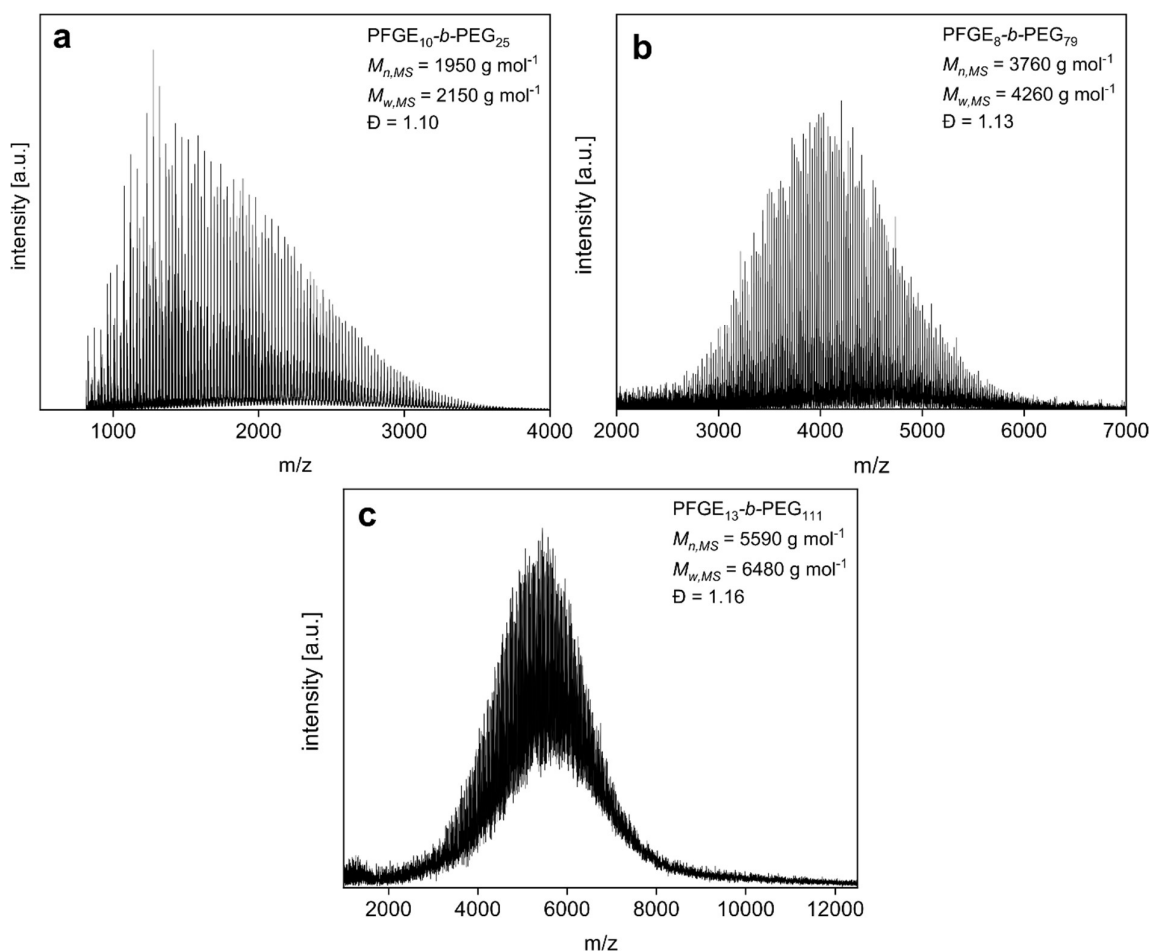 a
PFGE₁₀-b-PEG₂₅
Mn,MS = 1950 g mol⁻¹
Mw,MS = 2150 g mol⁻¹
Đ = 1.10
intensity [a.u.]
1000 2000 3000 4000
m/z
b
PFGE₈-b-PEG₇₉
Mn,MS = 3760 g mol⁻¹
Mw,MS = 4260 g mol⁻¹
Đ = 1.13
intensity [a.u.]
2000 3000 4000 5000 6000 7000
m/z
c
PFGE₁₃-b-PEG₁₁₁
Mn,MS = 5590 g mol⁻¹
Mw,MS = 6480 g mol⁻¹
Đ = 1.16
intensity [a.u.]
2000 4000 6000 8000 10000 12000
m/z